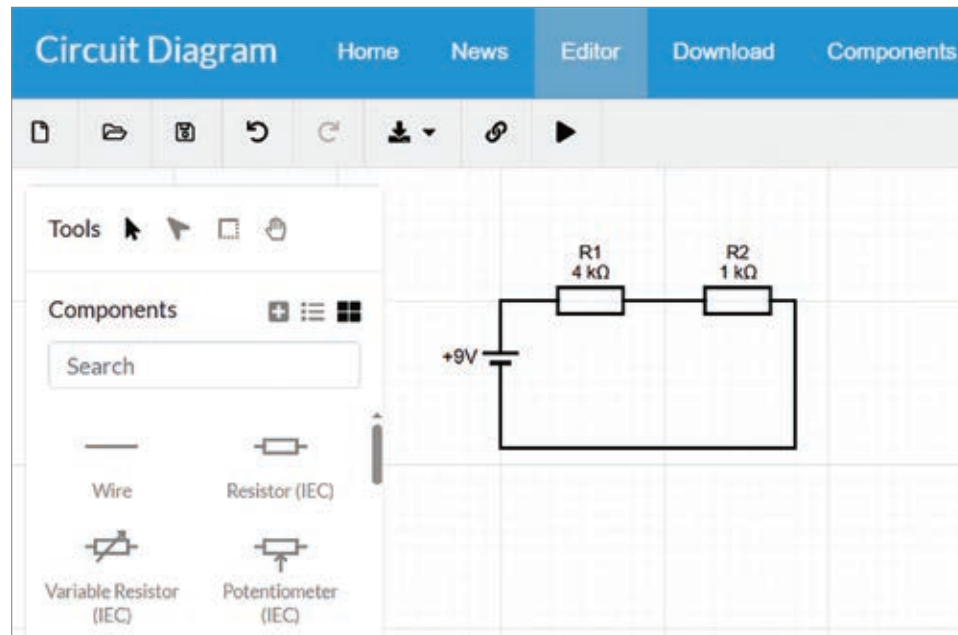 Circuit Diagram Home News Editor Download Components
Tools
Components
Search
Wire Resistor (IEC)
Variable Resistor Potentiometer
(IEC) (IEC)
R1 R2
4 kΩ 1 kΩ
+9V